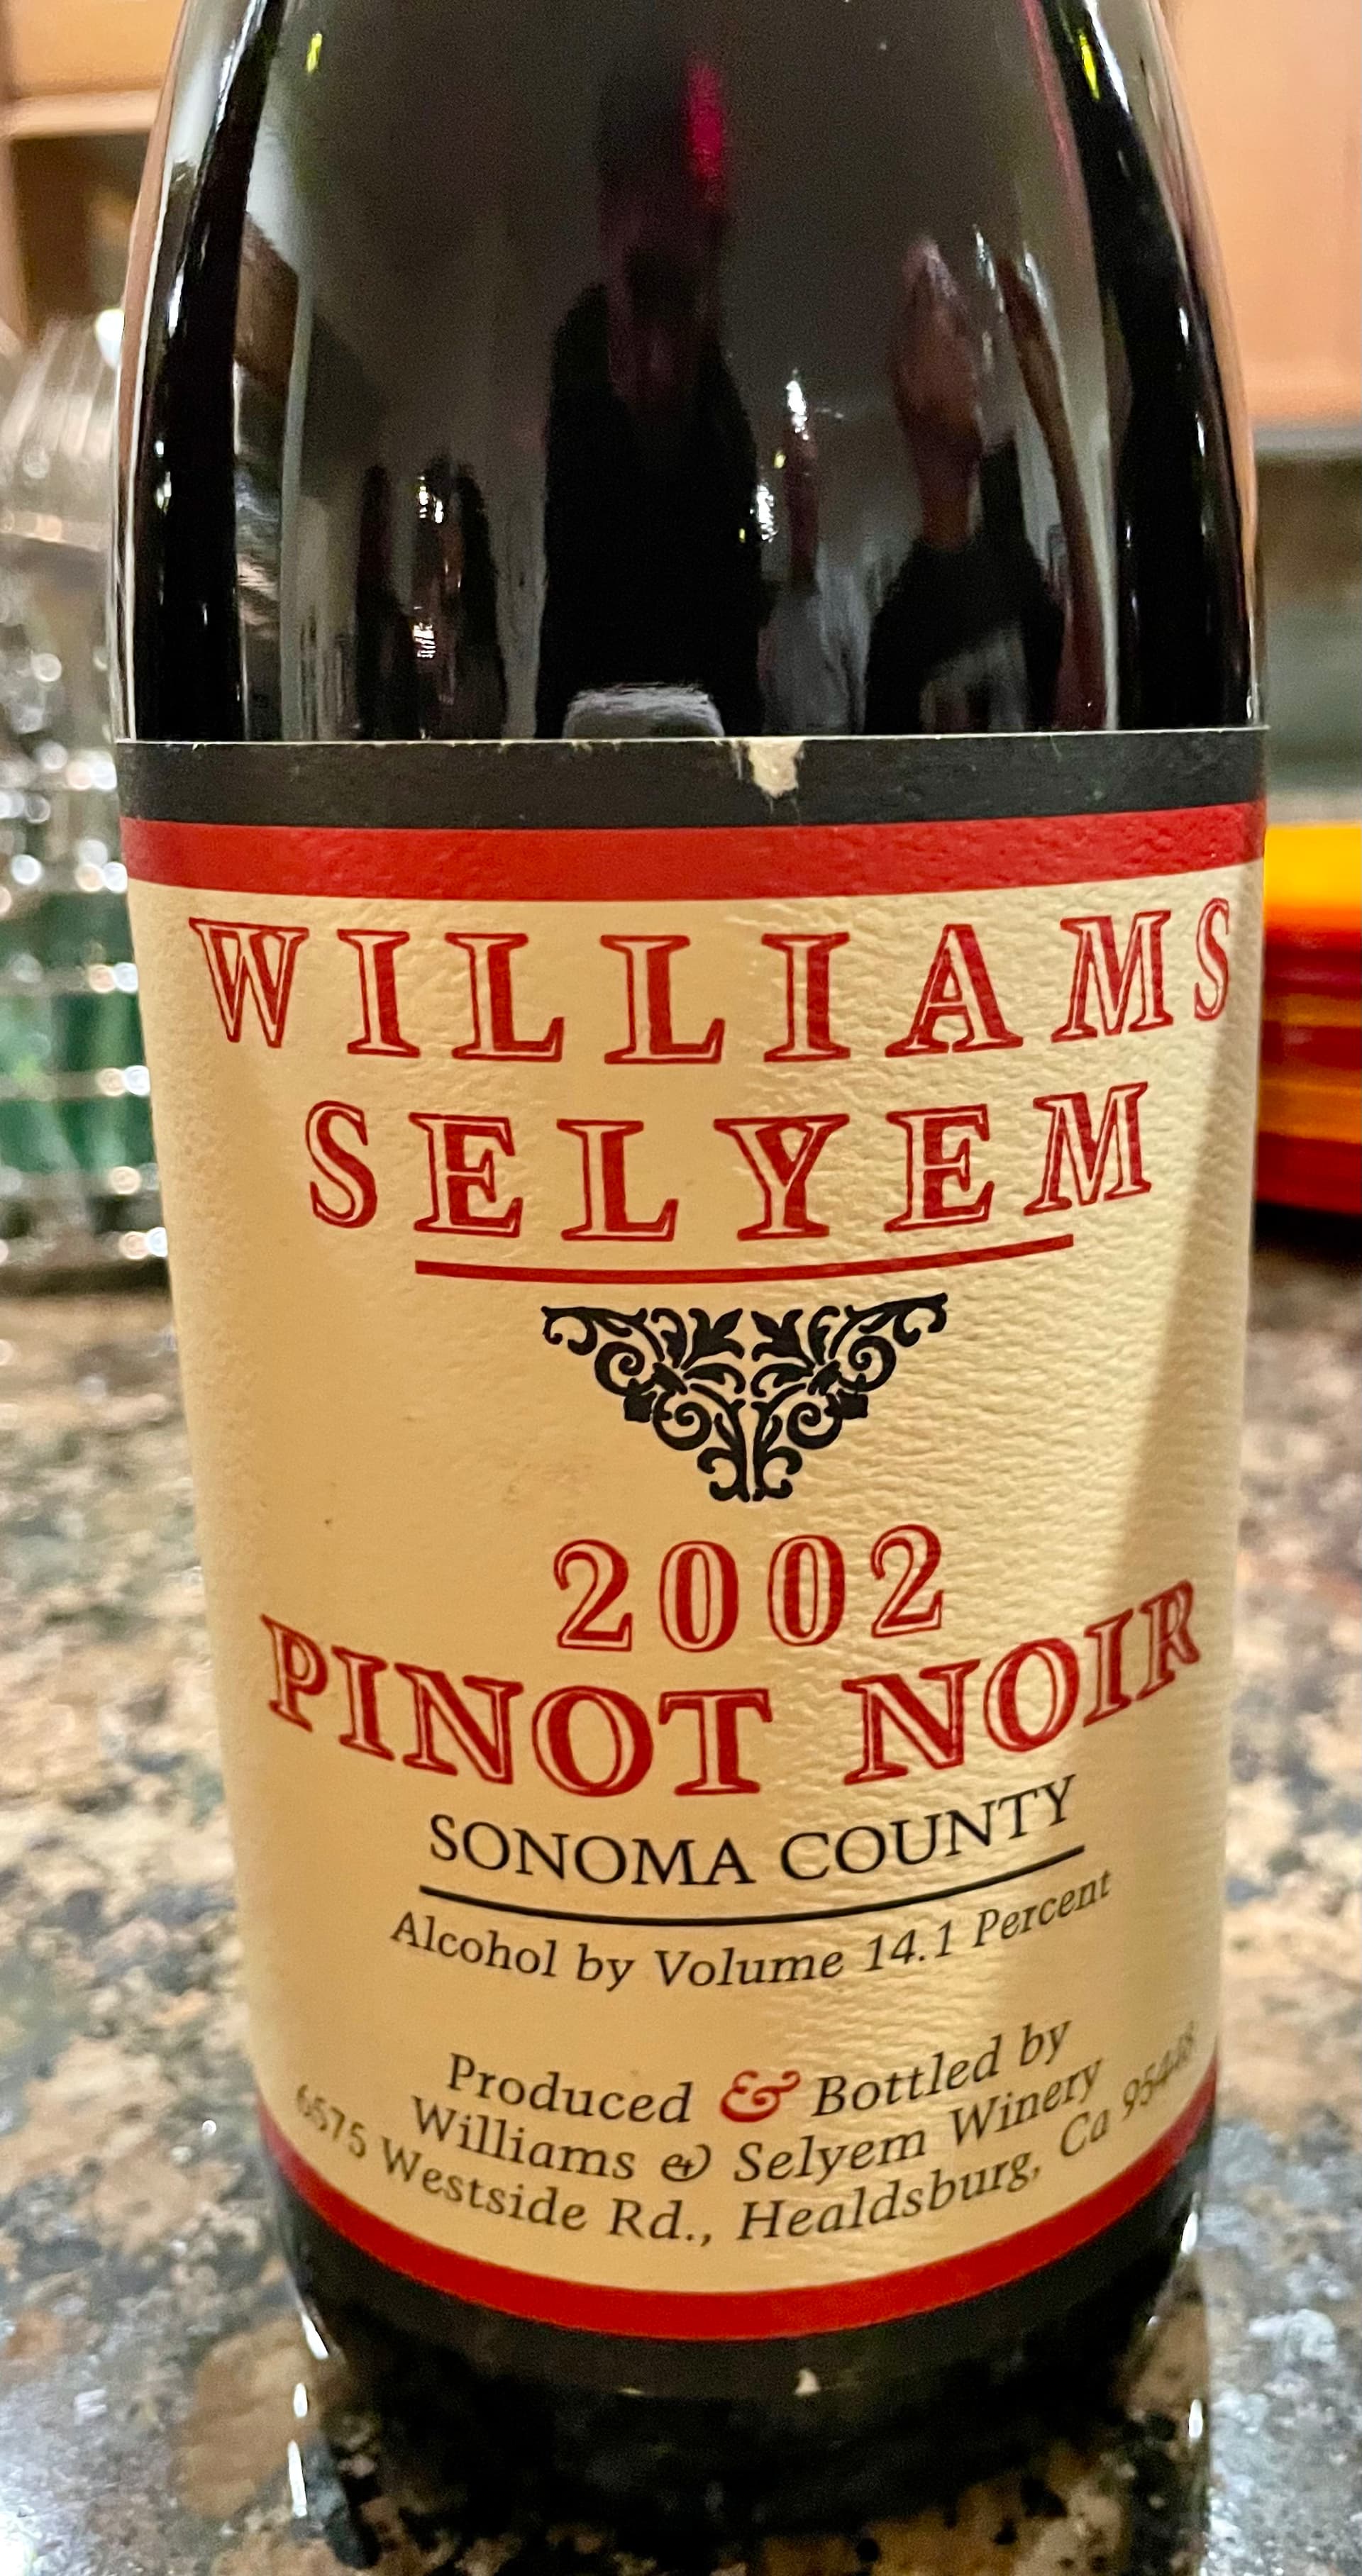 WILLIAMS
SELYEM
2002
PINOT NOIR
SONOMA COUNTY
Alcohol by Volume 14.1 Percent
Produced & Bottled by
Williams & Selyem Winery
6575 Westside Rd., Healdsburg, Ca 95448